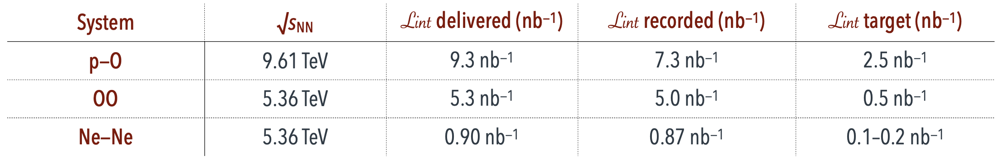 System √sNN ℒint delivered (nb–1) ℒint recorded (nb–1) ℒint target (nb–1)
p–O 9.61 TeV 9.3 nb–1 7.3 nb–1 2.5 nb–1
OO 5.36 TeV 5.3 nb–1 5.0 nb–1 0.5 nb–1
Ne–Ne 5.36 TeV 0.90 nb–1 0.87 nb–1 0.1–0.2 nb–1